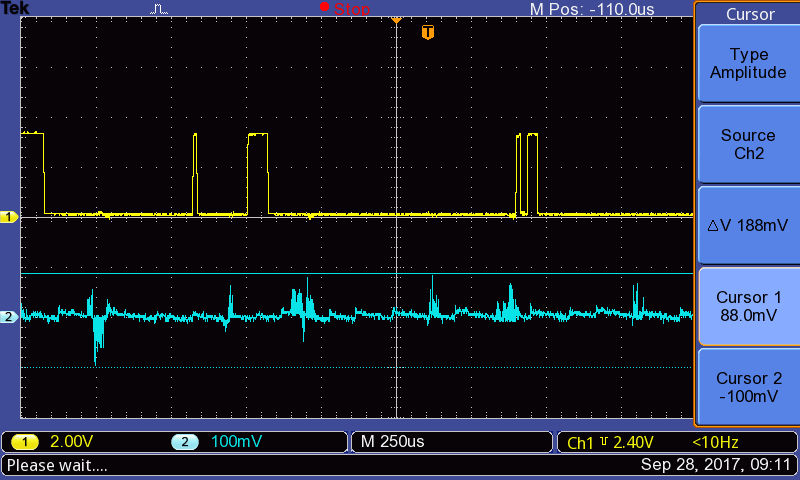 Tek
Stop
M Pos: -110.0us
Cursor
T
Type
Amplitude
Source
Ch2
△V 188mV
Cursor 1
88.0mV
Cursor 2
-100mV
1
2
1 2.00V
2 100mV
M 250us
Ch1 2.40V
<10Hz
Please wait....
Sep 28, 2017, 09:11